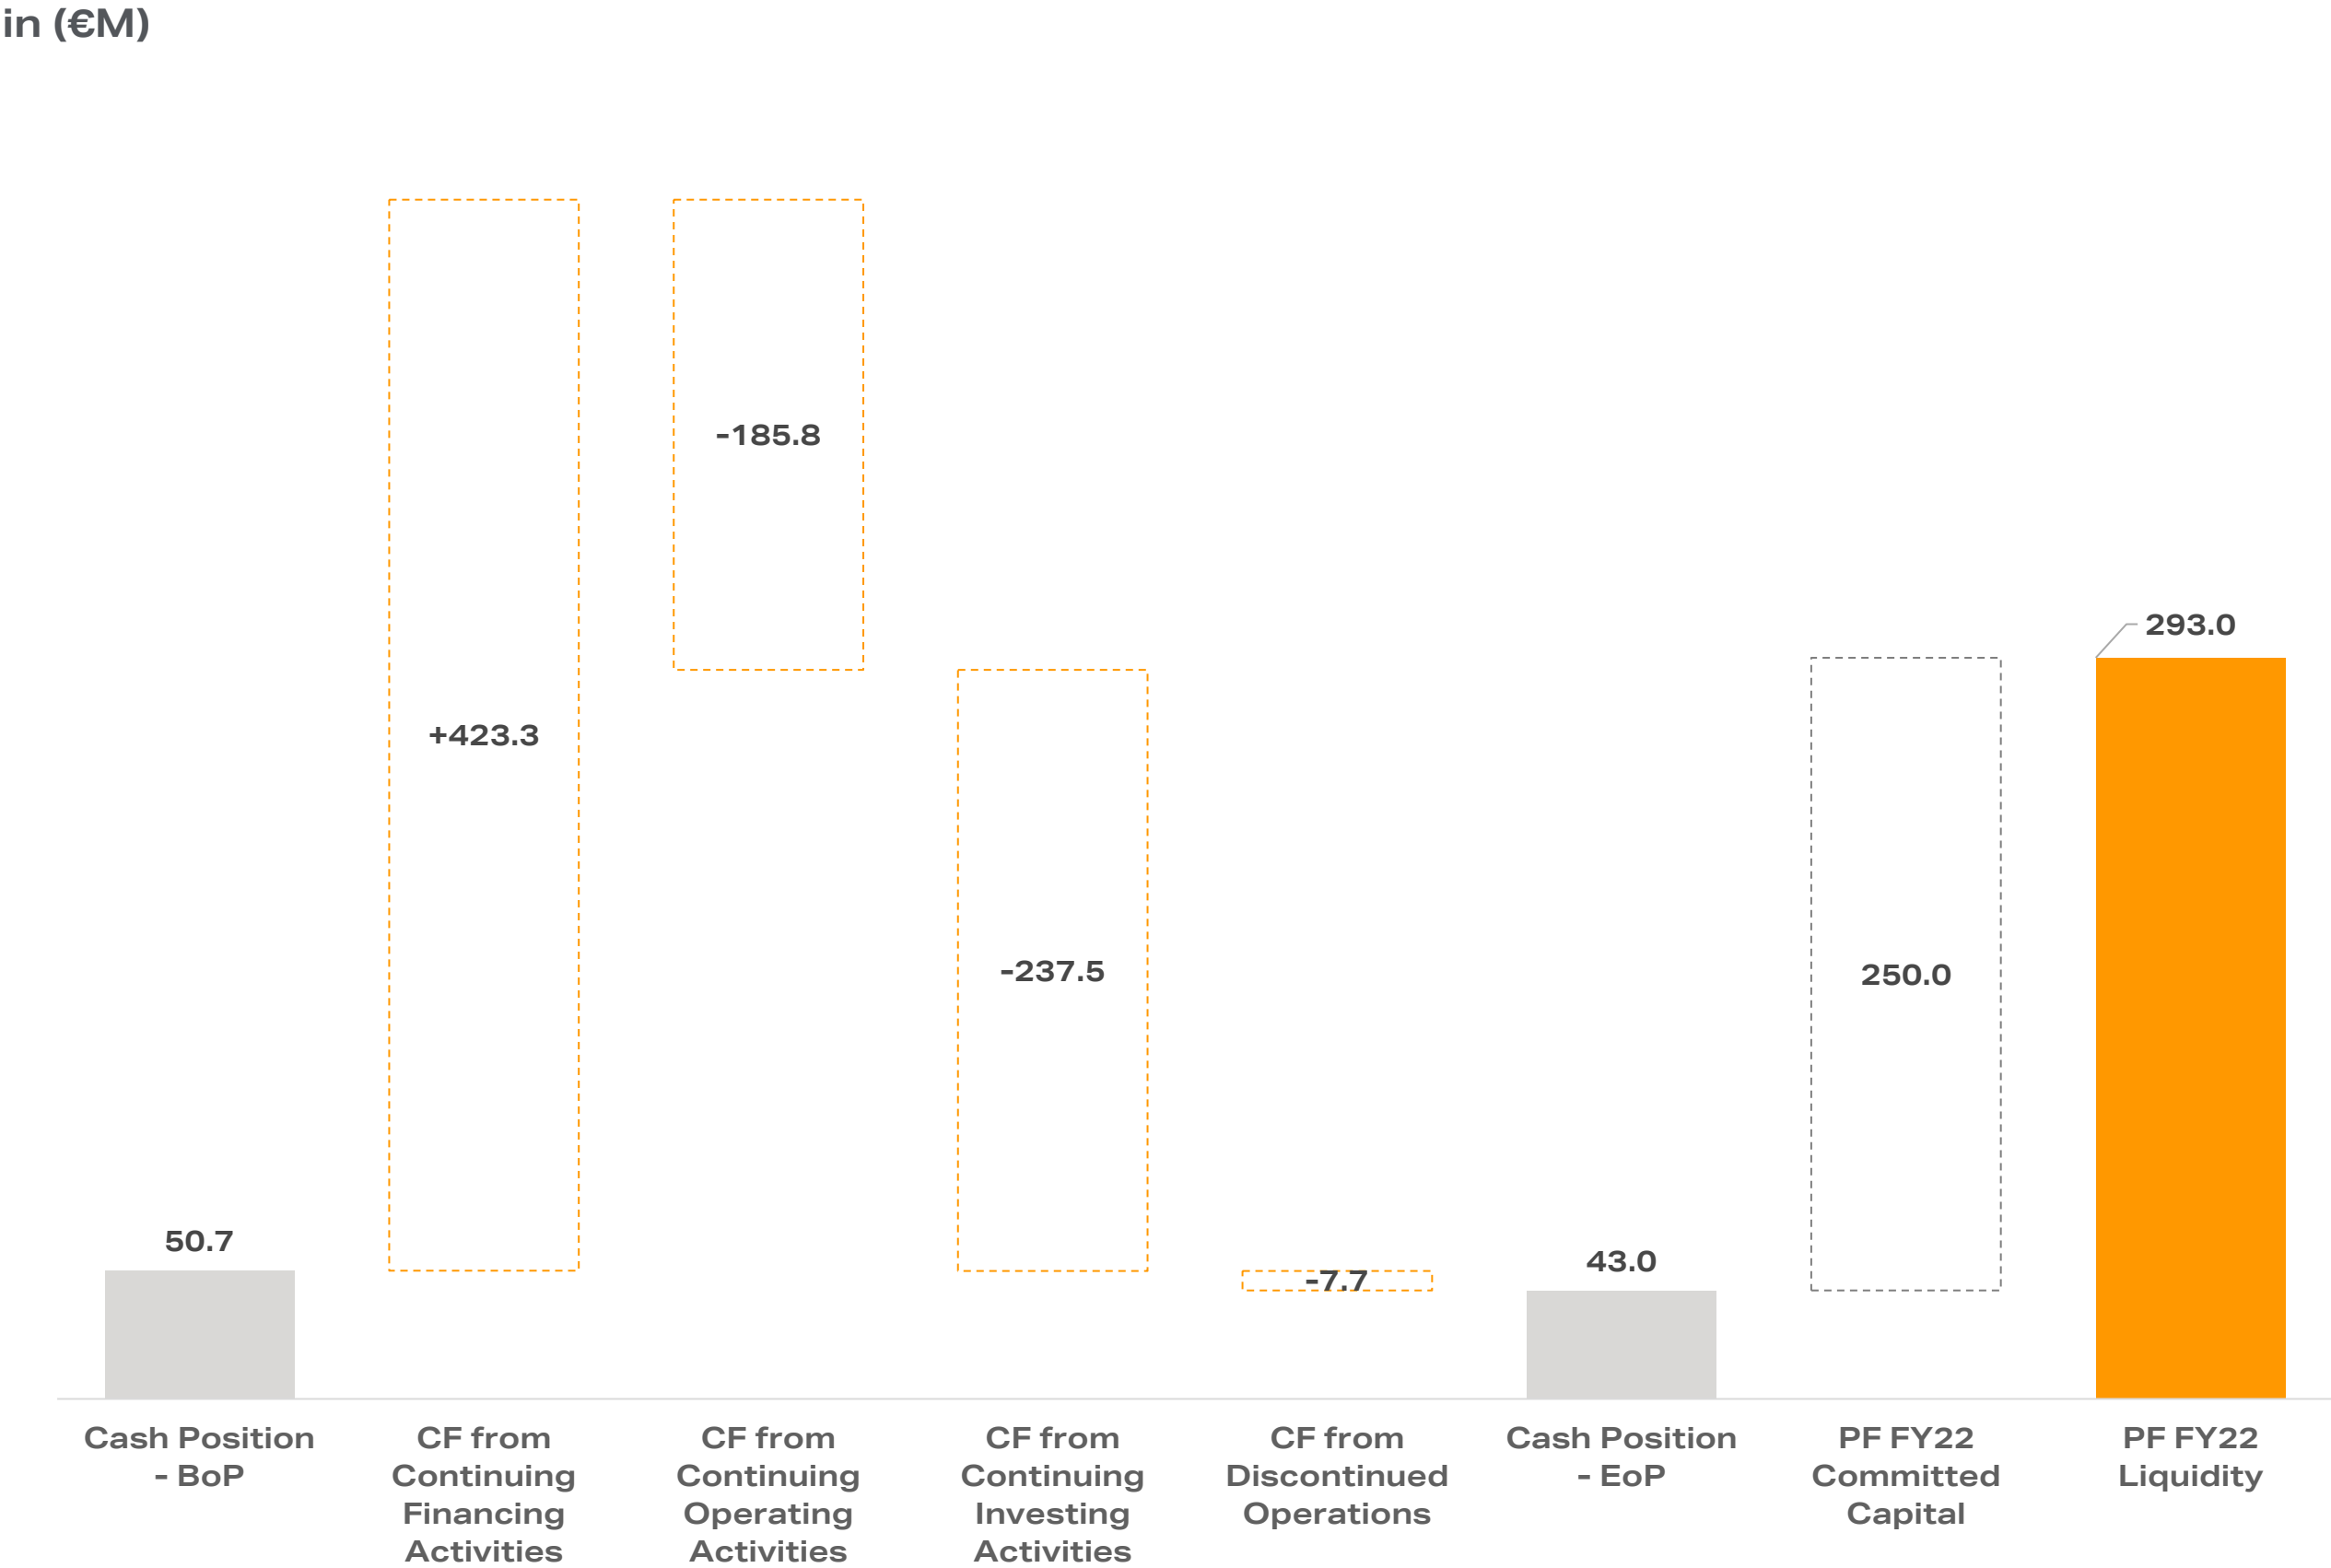 in (€M)
-185.8
293.0
+423.3
-237.5
250.0
50.7
43.0
-7.7
Cash Position
- BoP
CF from
Continuing
Financing
Activities
CF from
Continuing
Operating
Activities
CF from
Continuing
Investing
Activities
CF from
Discontinued
Operations
Cash Position
- EoP
PF FY22
Committed
Capital
PF FY22
Liquidity